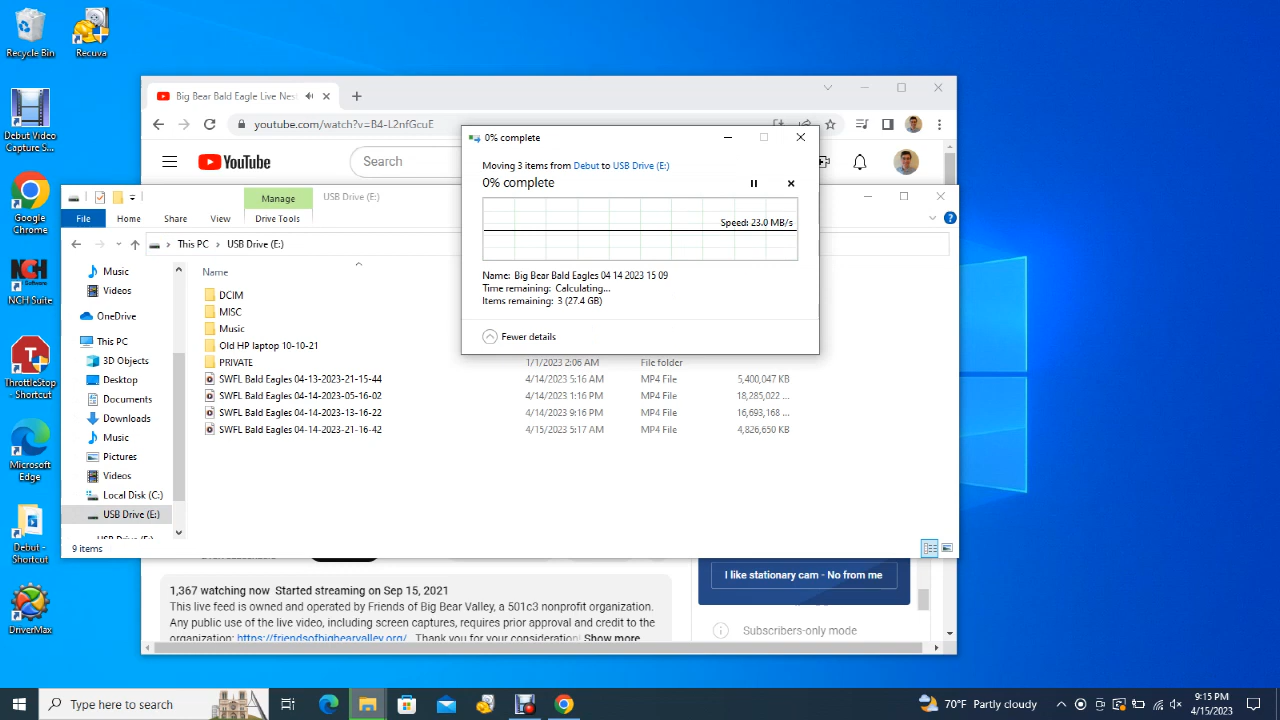 Recycle Bin
Recuva
Debut Video
Capture S...
Google
Chrome
NCH Suite
ThrottleStop
- Shortcut
Microsoft
Edge
Debut -
Shortcut
DriverMax
Big Bear Bald Eagle Live Nes
youtube.com/watch?v=B4-L2nfGcuE
YouTube
Search
0% complete
Moving 3 items from Debut to USB Drive (E:)
0% complete
Speed: 23.0 MB/s
Name: Big Bear Bald Eagles 04 14 2023 15 09
Time remaining: Calculating...
Items remaining: 3 (27.4 GB)
Fewer details
Manage
USB Drive (E:)
File
Home
Share
View
Drive Tools
This PC
USB Drive (E:)
Music
Videos
OneDrive
This PC
3D Objects
Desktop
Documents
Downloads
Music
Pictures
Videos
Local Disk (C:)
USB Drive (E:)
USB Drive (E:)
Name
DCIM
MISC
Music
Old HP laptop 10-10-21
PRIVATE 1/1/2023 2:06 AM File folder
SWFL Bald Eagles 04-13-2023-21-15-44 4/14/2023 5:16 AM MP4 File 5,400,047 KB
SWFL Bald Eagles 04-14-2023-05-16-02 4/14/2023 1:16 PM MP4 File 18,285,022 ...
SWFL Bald Eagles 04-14-2023-13-16-22 4/14/2023 9:16 PM MP4 File 16,693,168 ...
SWFL Bald Eagles 04-14-2023-21-16-42 4/15/2023 5:17 AM MP4 File 4,826,650 KB
9 items
1,367 watching now Started streaming on Sep 15, 2021
This live feed is owned and operated by Friends of Big Bear Valley, a 501c3 nonprofit organization.
Any public use of the live video, including screen captures, requires prior approval and credit to the
organization: https://friendsofbigbearvalley.org/ . Thank you for your consideration! Show more
I like stationary cam - No from me
Subscribers-only mode
Type here to search
70°F Partly cloudy
9:15 PM
4/15/2023